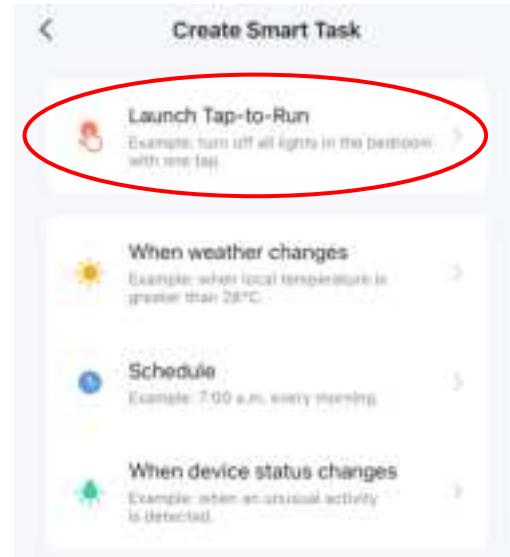 Create Smart Task
Launch Tap-to-Run
Example: turn off all lights in the bedroom
with one tap.
When weather changes
Example: when local temperature is
greater than 28°C.
Schedule
Example: 7:00 a.m. every morning.
When device status changes
Example: when an unusual activity
is detected.